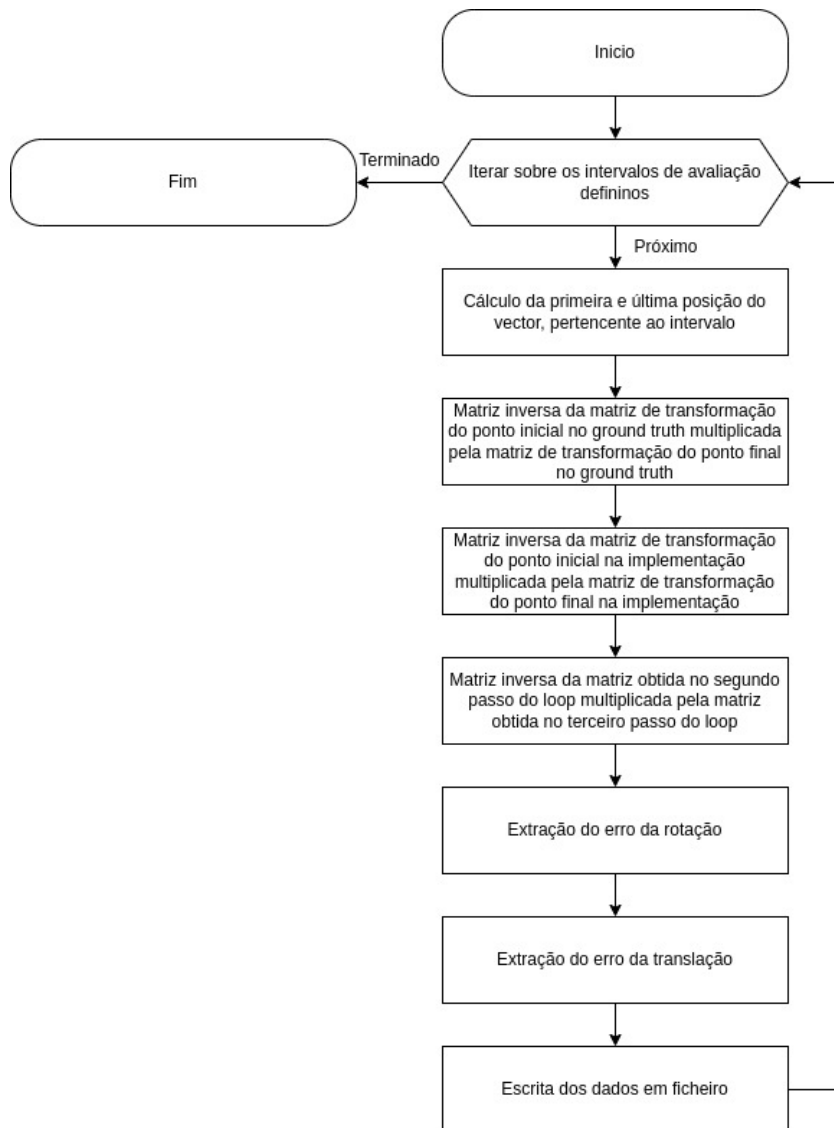 Inicio
Terminado
Fim
Iterar sobre os intervalos de avaliação
defininos
Próximo
Cálculo da primeira e última posição do
vector, pertencente ao intervalo
Matriz inversa da matriz de transformação
do ponto inicial no ground truth multiplicada
pela matriz de transformação do ponto final
no ground truth
Matriz inversa da matriz de transformação
do ponto inicial na implementação
multiplicada pela matriz de transformação
do ponto final na implementação
Matriz inversa da matriz obtida no segundo
passo do loop multiplicada pela matriz
obtida no terceiro passo do loop
Extração do erro da rotação
Extração do erro da translação
Escrita dos dados em ficheiro